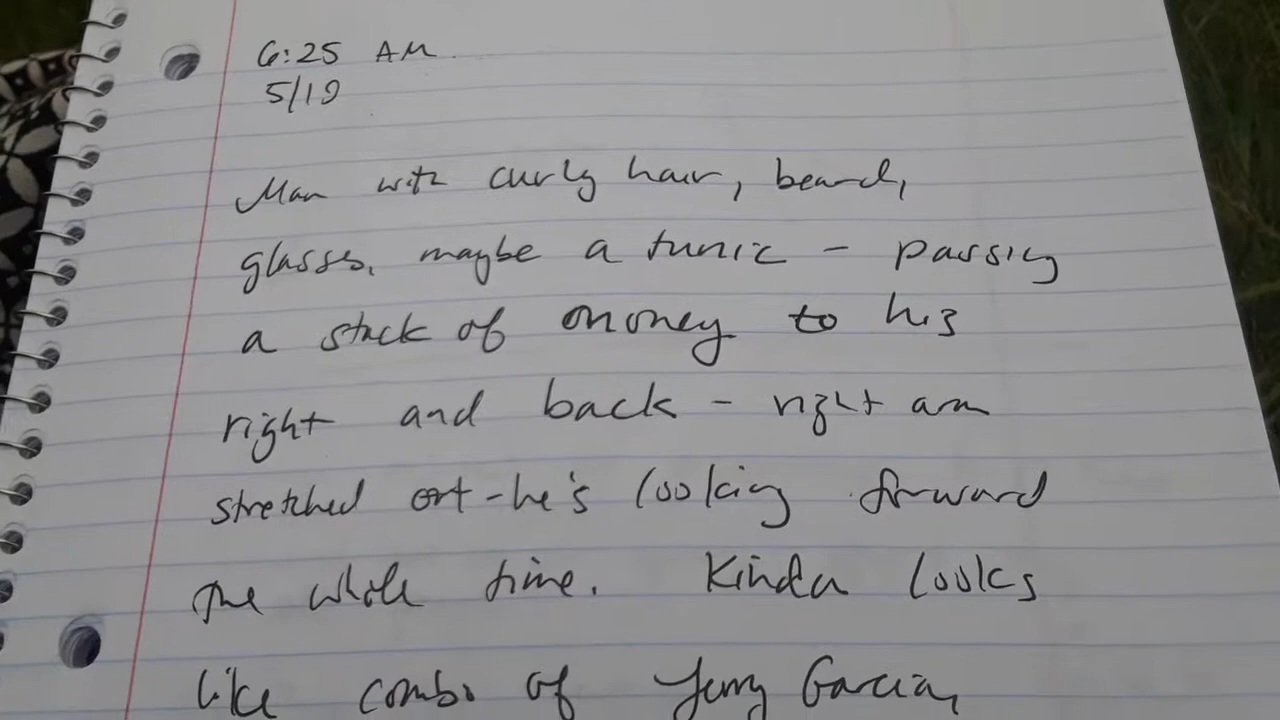 6:25 AM
5/19
Man with curly hair, beard,
glasses, maybe a tunic - passing
a stack of money to his
right and back - right arm
stretched out - he's looking forward
the whole time. Kinda looks
like combo of Jerry Garcia,